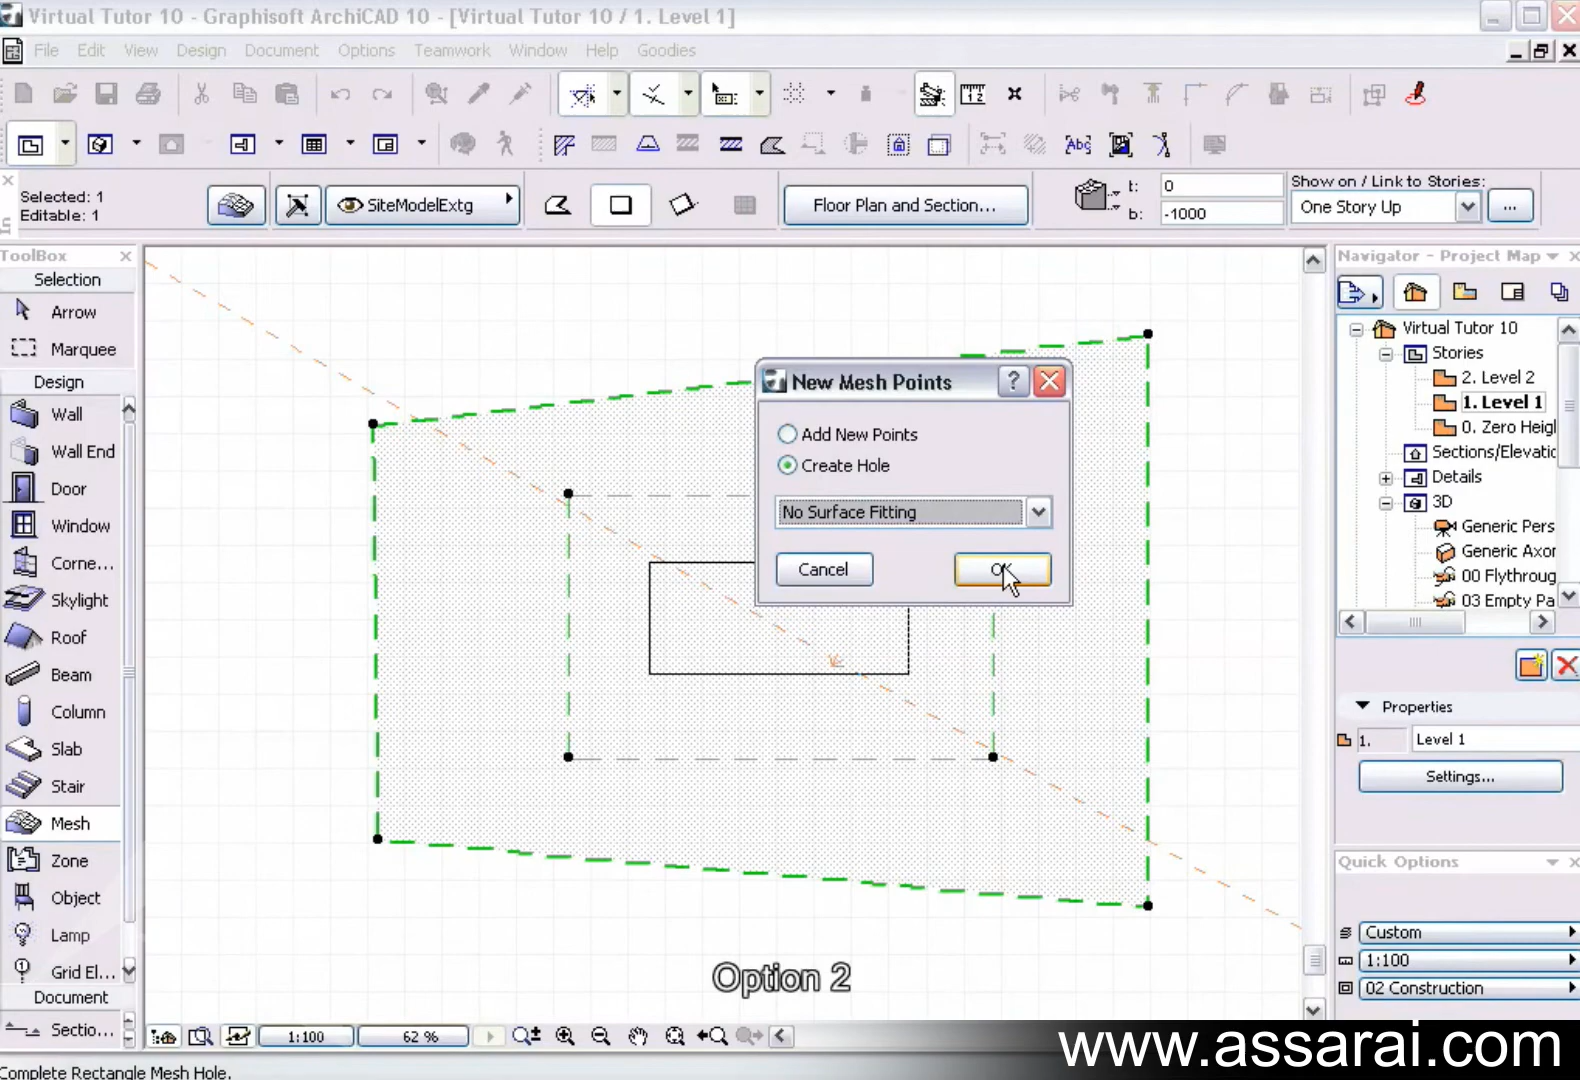 Virtual Tutor 10 - Graphisoft ArchiCAD 10 - [Virtual Tutor 10 / 1. Level 1]
File Edit View Design Document Options Teamwork Window Help Goodies
Selected: 1
Editable: 1
SiteModelExtg
Floor Plan and Section...
t: 0
b: -1000
Show on / Link to Stories:
One Story Up
...
ToolBox
Selection
Arrow
Marquee
Design
Wall
Wall End
Door
Window
Corne...
Skylight
Roof
Beam
Column
Slab
Stair
Mesh
Zone
Object
Lamp
Grid El...
Document
Sectio...
New Mesh Points
Add New Points
Create Hole
No Surface Fitting
Cancel
OK
Option 2
Navigator - Project Map
Virtual Tutor 10
Stories
2. Level 2
1. Level 1
0. Zero Heigl
Sections/Elevatic
Details
3D
Generic Pers
Generic Axor
00 Flythroug
03 Empty Pa
Properties
1. Level 1
Settings...
Quick Options
Custom
1:100
02 Construction
1:100
62 %
www.assarai.com
Complete Rectangle Mesh Hole.